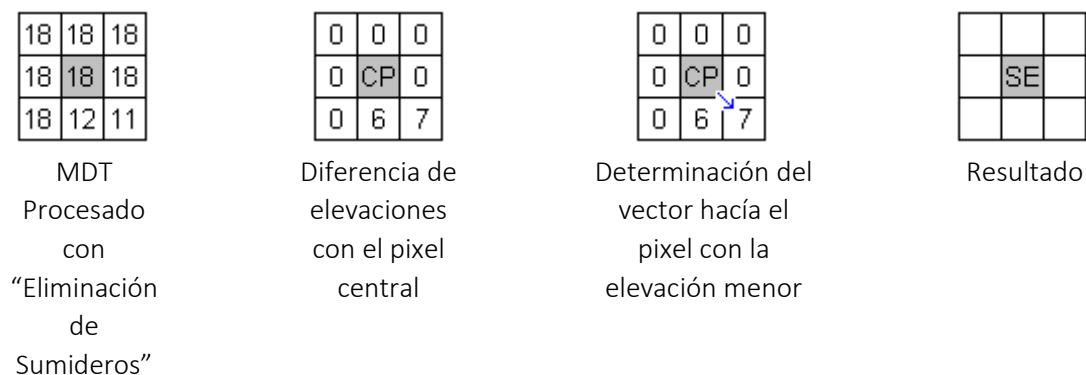 18 18 18
18 18 18
18 12 11
MDT
Procesado
con
“Eliminación
de
Sumideros”
0 0 0
0 CP 0
0 6 7
Diferencia de
elevaciones
con el pixel
central
0 0 0
0 CP 0
0 6 7
Determinación del
vector hacía el
pixel con la
elevación menor
SE
Resultado